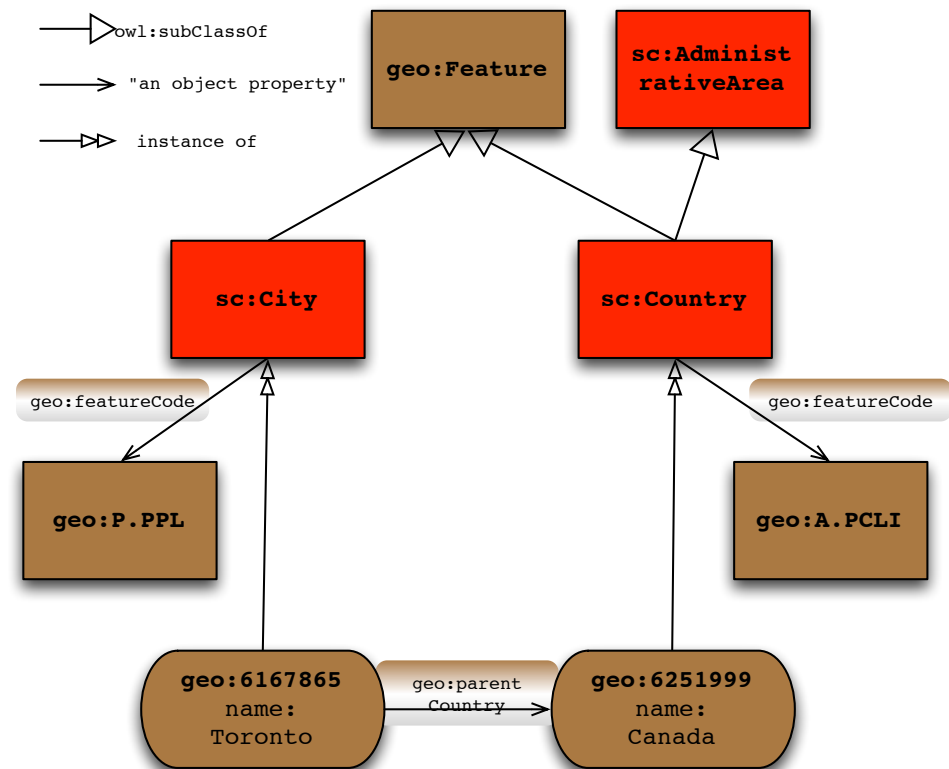 owl:subClassOf
"an object property"
instance of
geo:Feature
sc:Administ
rativeArea
sc:City
sc:Country
geo:featureCode
geo:featureCode
geo:P.PPL
geo:A.PCLI
geo:6167865
name:
Toronto
geo:parent
Country
geo:6251999
name:
Canada